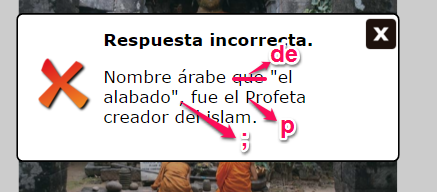 X
Respuesta incorrecta.
de
Nombre árabe que "el
alabado", fue el Profeta
creador del islam.
p
;